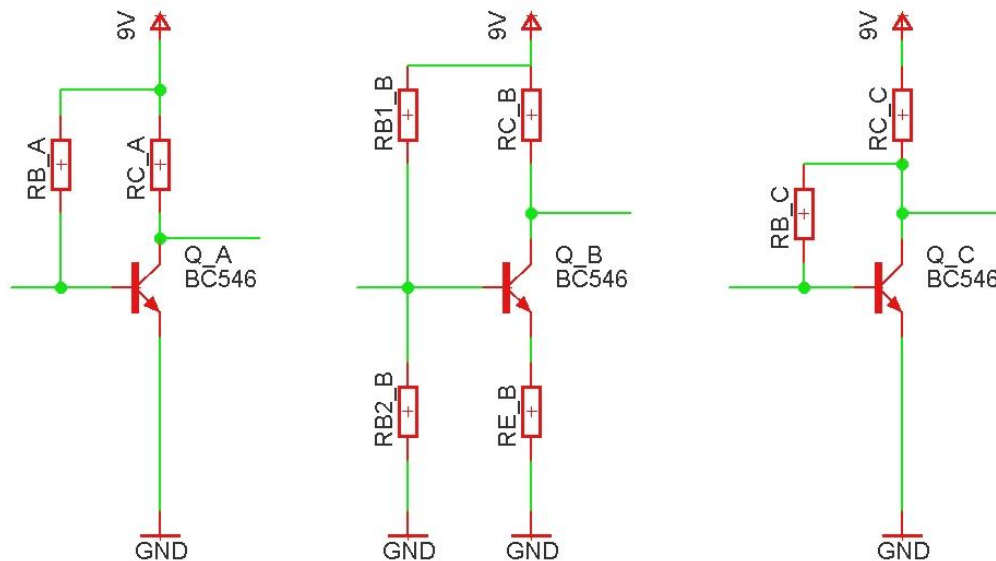 9V
RB_A
RC_A
Q_A
BC546
GND
9V
RB1_B
RC_B
Q_B
BC546
RB2_B
RE_B
GND
GND
9V
RC_C
RB_C
Q_C
BC546
GND